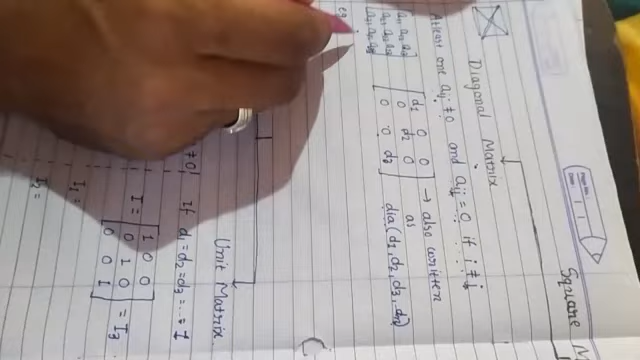 Square M
Diagonal Matrix
Atleast one aij ≠ 0 and aij = 0 if i ≠ j
[d1 0 0
0 d2 0
0 0 d3] → also written
as
dia(d1, d2, d3, ... dn)
eg
Unit Matrix
≠ 0 If d1 = d2 = d3 = ... = 1
I = [1 0 0
0 1 0
0 0 1] = I3
I1 =
I2 =